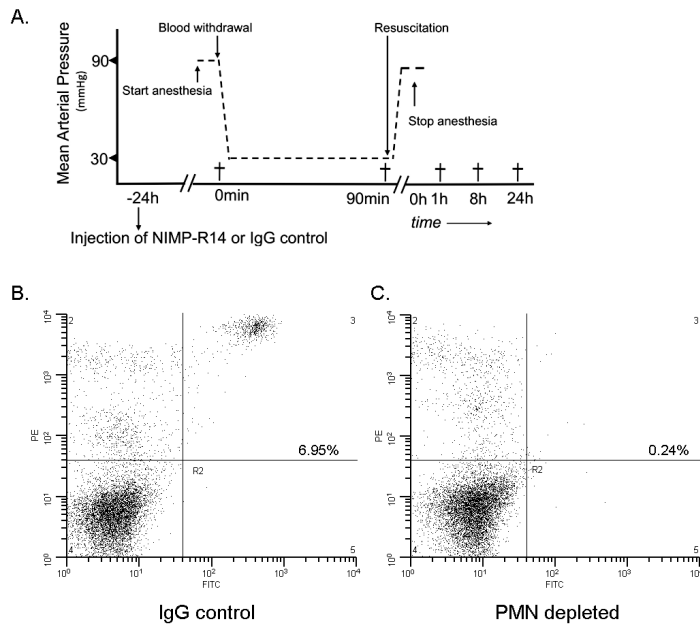 A.
Blood withdrawal
Resuscitation
Mean Arterial Pressure
(mmHg)
90
Start anesthesia
Stop anesthesia
30
-24h
0min
90min
0h 1h
8h
24h
time
Injection of NIMP-R14 or IgG control
B.
C.
10⁴
2
3
10³
PE
10²
6.95%
R2
10¹
4
5
10⁰
10⁰
10¹
10²
10³
10⁴
FITC
IgG control
10⁴
2
3
10³
PE
10²
0.24%
R2
10¹
4
5
10⁰
10⁰
10¹
10²
10³
FITC
PMN depleted